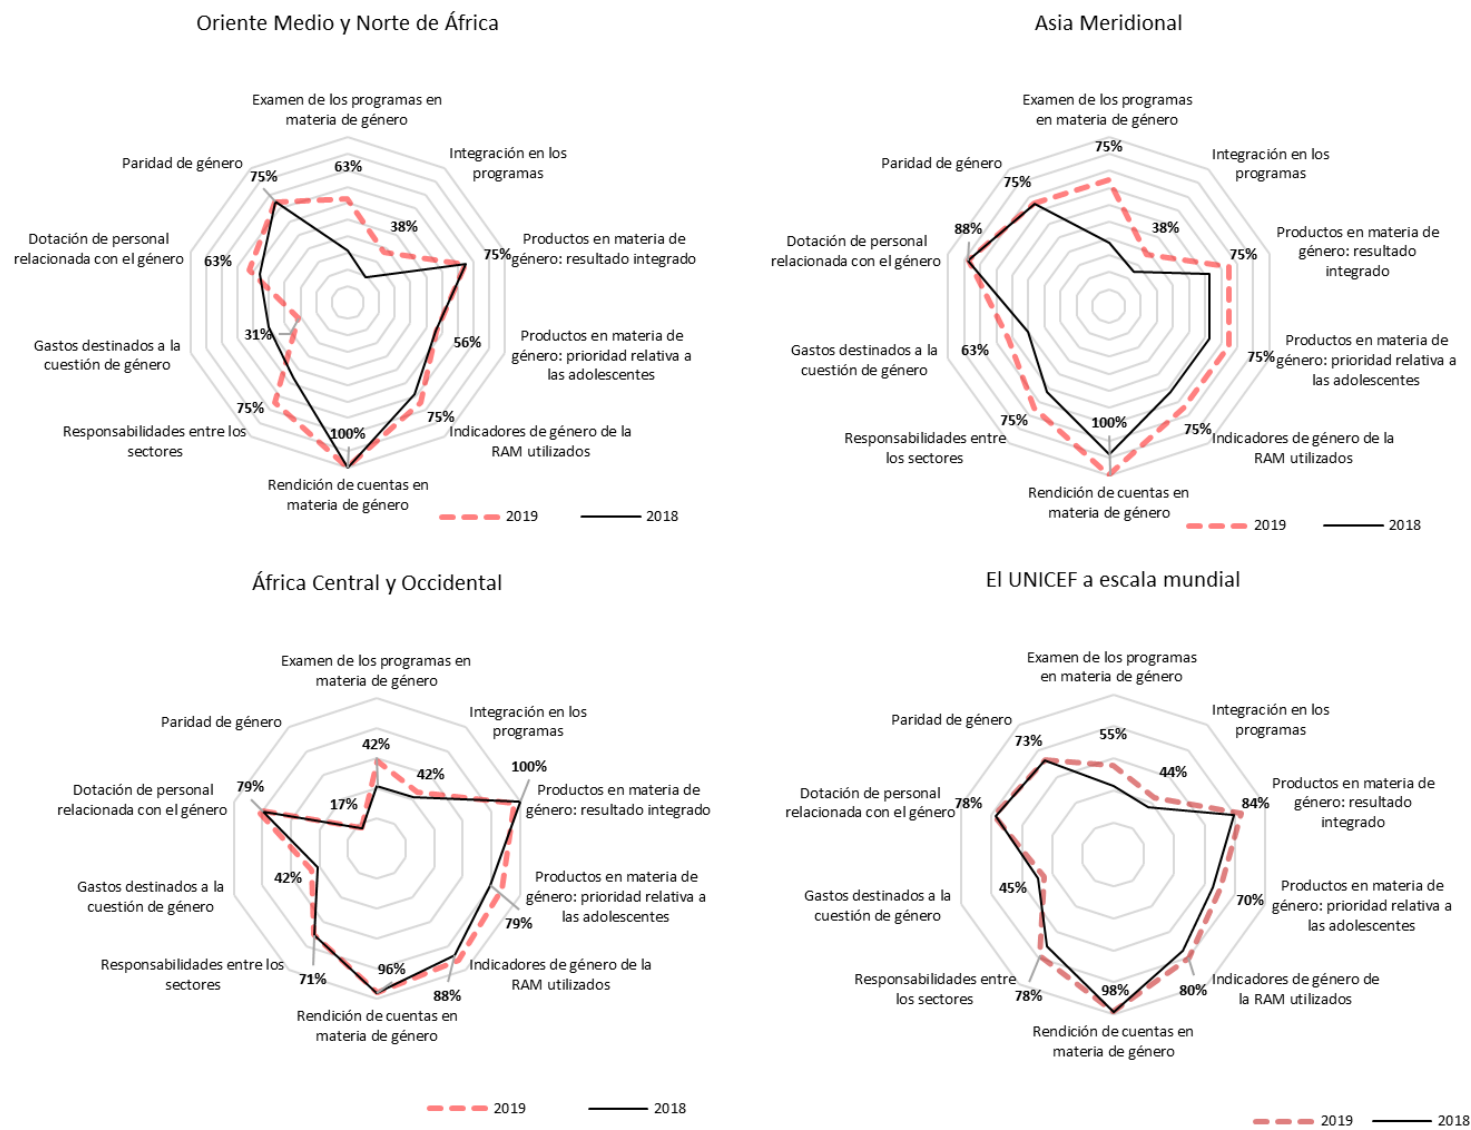 Oriente Medio y Norte de África
Examen de los programas en
materia de género
Integración en los
programas
Productos en materia de
género: resultado integrado
Productos en materia de
género: prioridad relativa a
las adolescentes
Indicadores de género de la
RAM utilizados
Rendición de cuentas en
materia de género
Responsabilidades entre los
sectores
Gastos destinados a la
cuestión de género
Dotación de personal
relacionada con el género
Paridad de género
63%
38%
75%
56%
75%
100%
75%
31%
63%
75%
2019
2018
Asia Meridional
Examen de los programas
en materia de género
Integración en los
programas
Productos en materia de
género: resultado
integrado
Productos en materia de
género: prioridad relativa a
las adolescentes
Indicadores de género de la
RAM utilizados
Rendición de cuentas en
materia de género
Responsabilidades entre
los sectores
Gastos destinados a la
cuestión de género
Dotación de personal
relacionada con el género
Paridad de género
75%
38%
75%
75%
75%
100%
75%
63%
88%
75%
2019
2018
África Central y Occidental
Examen de los programas en
materia de género
Integración en los
programas
Productos en materia de
género: resultado integrado
Productos en materia de
género: prioridad relativa a
las adolescentes
Indicadores de género de la
RAM utilizados
Rendición de cuentas en
materia de género
Responsabilidades entre los
sectores
Gastos destinados a la
cuestión de género
Dotación de personal
relacionada con el género
Paridad de género
42%
42%
100%
79%
88%
96%
71%
42%
79%
17%
2019
2018
El UNICEF a escala mundial
Examen de los programas
en materia de género
Integración en los
programas
Productos en materia de
género: resultado
integrado
Productos en materia de
género: prioridad relativa a
las adolescentes
Indicadores de género de
la RAM utilizados
Rendición de cuentas en
materia de género
Responsabilidades entre
los sectores
Gastos destinados a la
cuestión de género
Dotación de personal
relacionada con el género
Paridad de género
55%
44%
84%
70%
80%
98%
78%
45%
78%
73%
2019
2018